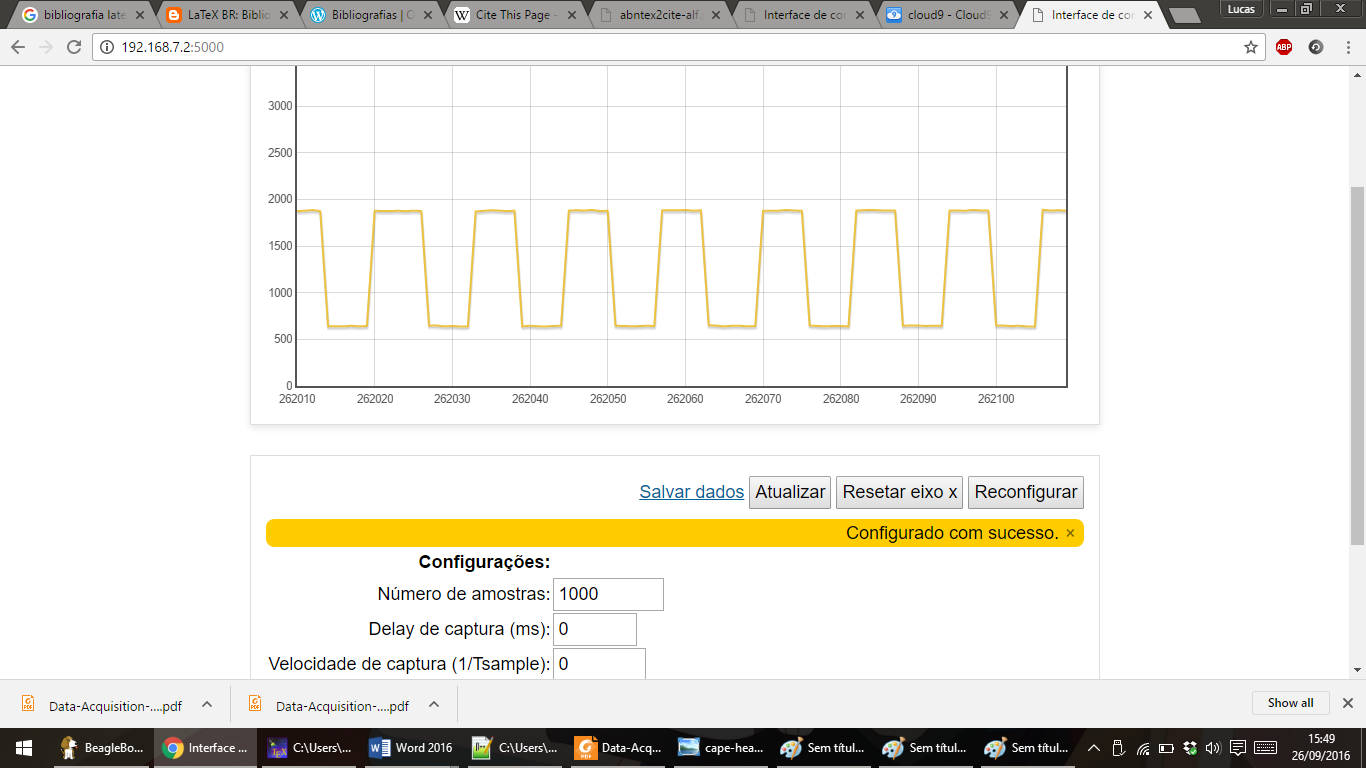 bibliografia late
LaTeX BR: Biblio
Bibliografias | C
Cite This Page -
abntex2cite-alf
Interface de cor
cloud9 - Cloud9
Interface de cor
Lucas
192.168.7.2:5000
ABP
3000
2500
2000
1500
1000
500
0
262010 262020 262030 262040 262050 262060 262070 262080 262090 262100
Salvar dados Atualizar Resetar eixo x Reconfigurar
Configurado com sucesso. ×
Configurações:
Número de amostras: 1000
Delay de captura (ms): 0
Velocidade de captura (1/Tsample): 0
Data-Acquisition-....pdf
Data-Acquisition-....pdf
Show all
BeagleBo...
Interface ...
C:\Users\...
Word 2016
C:\Users\...
Data-Acq...
cape-hea...
Sem títul...
Sem títul...
Sem títul...
15:49
26/09/2016